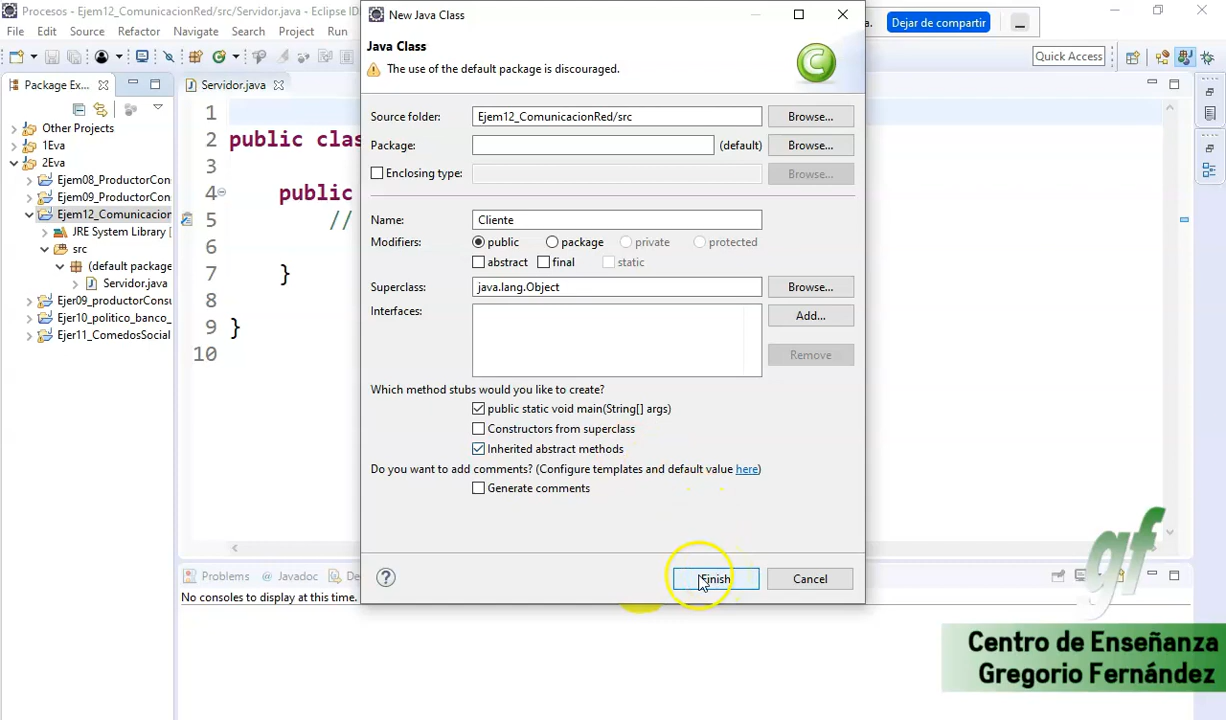 Procesos - Ejem12_ComunicacionRed/src/Servidor.java - Eclipse IDE
New Java Class
a.
Dejar de compartir
File Edit Source Refactor Navigate Search Project Run
Java Class
The use of the default package is discouraged.
Quick Access
Package Ex...
Servidor.java
Other Projects
1Eva
2Eva
Ejem08_ProductorCon
Ejem09_ProductorCon
Ejem12_Comunicacion
JRE System Library [
src
(default package
Servidor.java
Ejer09_productorConsu
Ejer10_politico_banco_
Ejer11_ComedosSocial
1
2 public clas
3
4 public
5 //
6
7 }
8
9 }
10
Source folder: Ejem12_ComunicacionRed/src Browse...
Package: (default) Browse...
Enclosing type: Browse...
Name: Cliente
Modifiers: public package private protected
abstract final static
Superclass: java.lang.Object Browse...
Interfaces: Add...
Remove
Which method stubs would you like to create?
public static void main(String[] args)
Constructors from superclass
Inherited abstract methods
Do you want to add comments? (Configure templates and default value here)
Generate comments
? Finish Cancel
Problems @ Javadoc De
No consoles to display at this time.
gf
Centro de Enseñanza
Gregorio Fernández